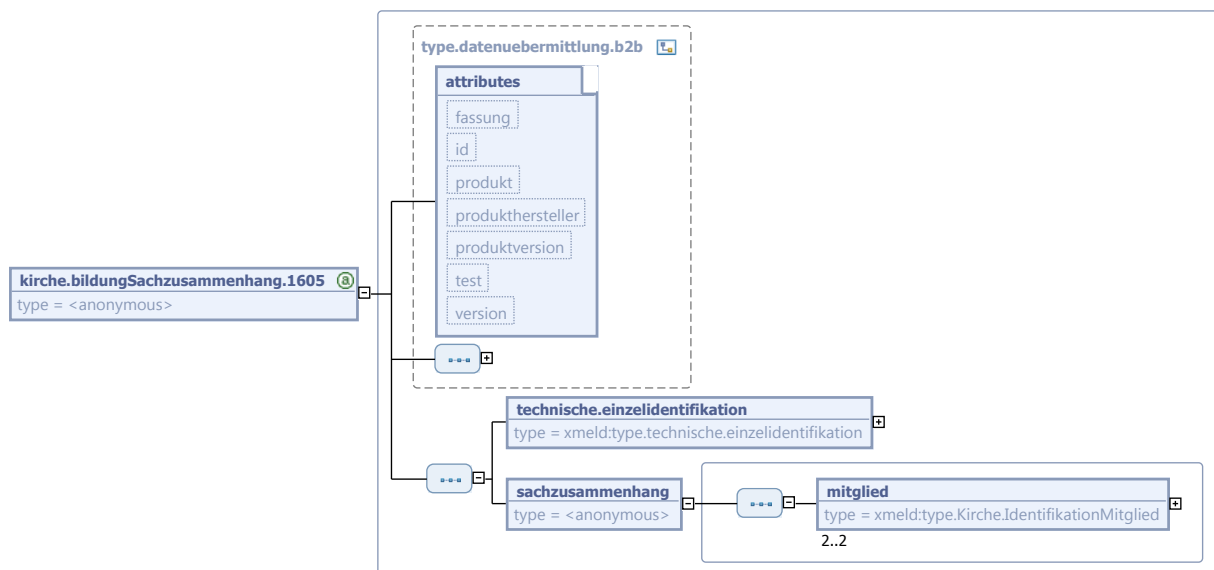 type.datenuebermittlung.b2b
attributes
fassung
id
produkt
produkthersteller
produktversion
test
version
kirche.bildungSachzusammenhang.1605 a
type = <anonymous>
technische.einzelidentifikation
type = xmeld:type.technische.einzelidentifikation
sachzusammenhang
type = <anonymous>
mitglied
type = xmeld:type.Kirche.IdentifikationMitglied
2..2